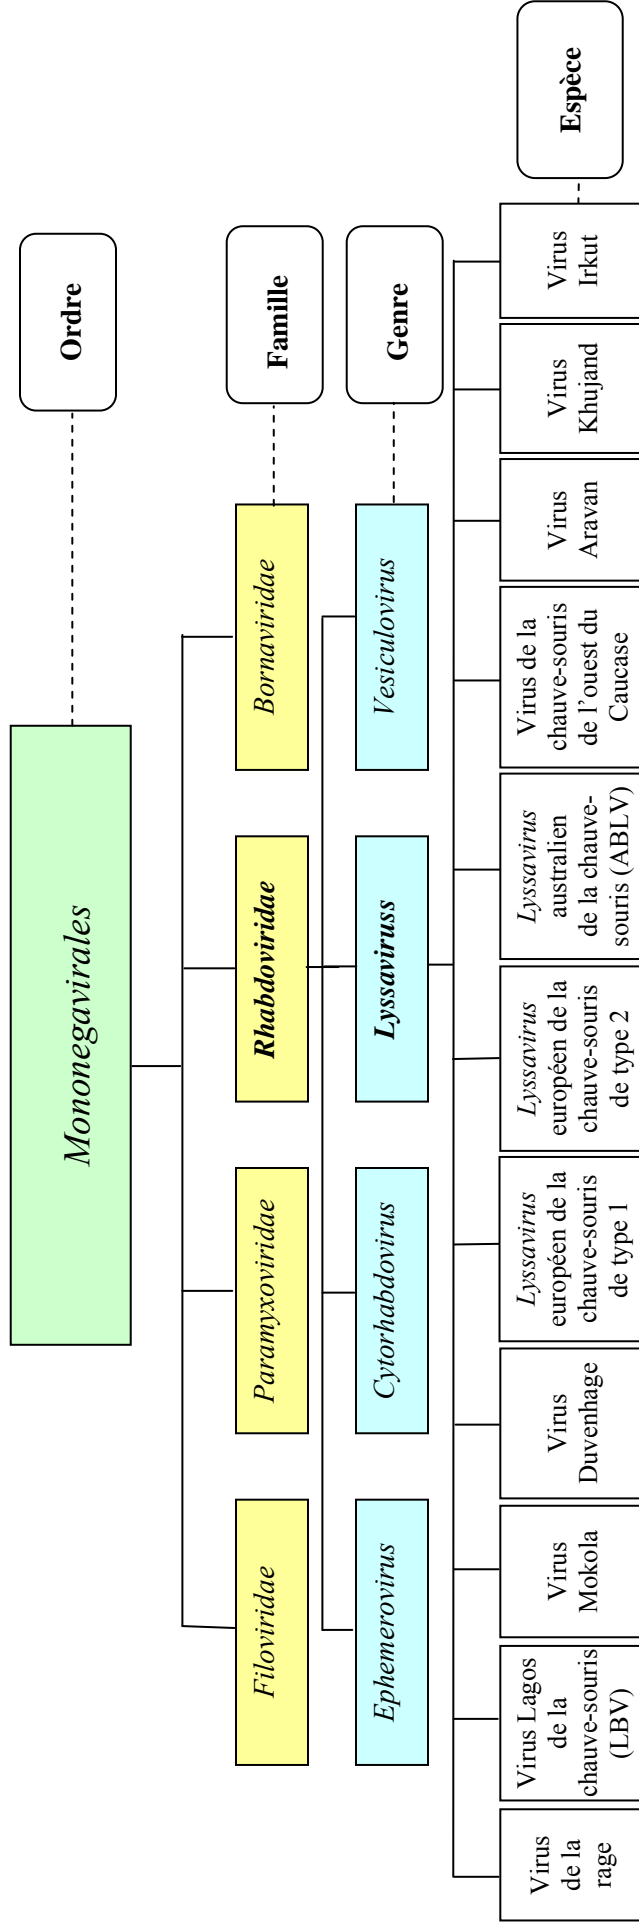 Mononegavirales
Ordre
Filoviridae
Paramyxoviridae
Rhabdoviridae
Bornaviridae
Famille
Ephemerovirus
Cytorhabdovirus
Lyssaviruss
Vesiculovirus
Genre
Virus
de la
rage
Virus Lagos
de la
chauve-souris
(LBV)
Virus
Mokola
Virus
Duvenhage
Lyssavirus
européen de la
chauve-souris
de type 1
Lyssavirus
européen de la
chauve-souris
de type 2
Lyssavirus
australien
de la chauve-
souris (ABLV)
Virus de la
chauve-souris
de l’ouest du
Caucase
Virus
Aravan
Virus
Khujand
Virus
Irkut
Espèce